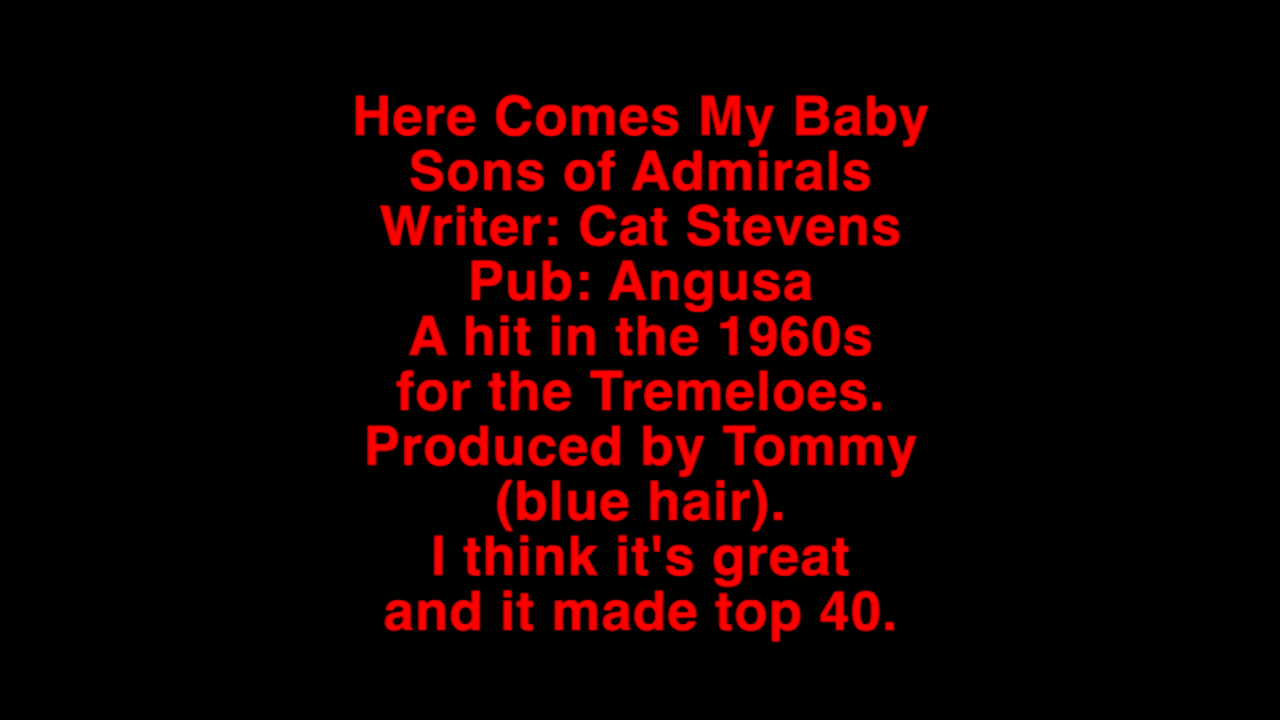 Here Comes My Baby
Sons of Admirals
Writer: Cat Stevens
Pub: Angusa
A hit in the 1960s
for the Tremeloes.
Produced by Tommy
(blue hair).
I think it's great
and it made top 40.